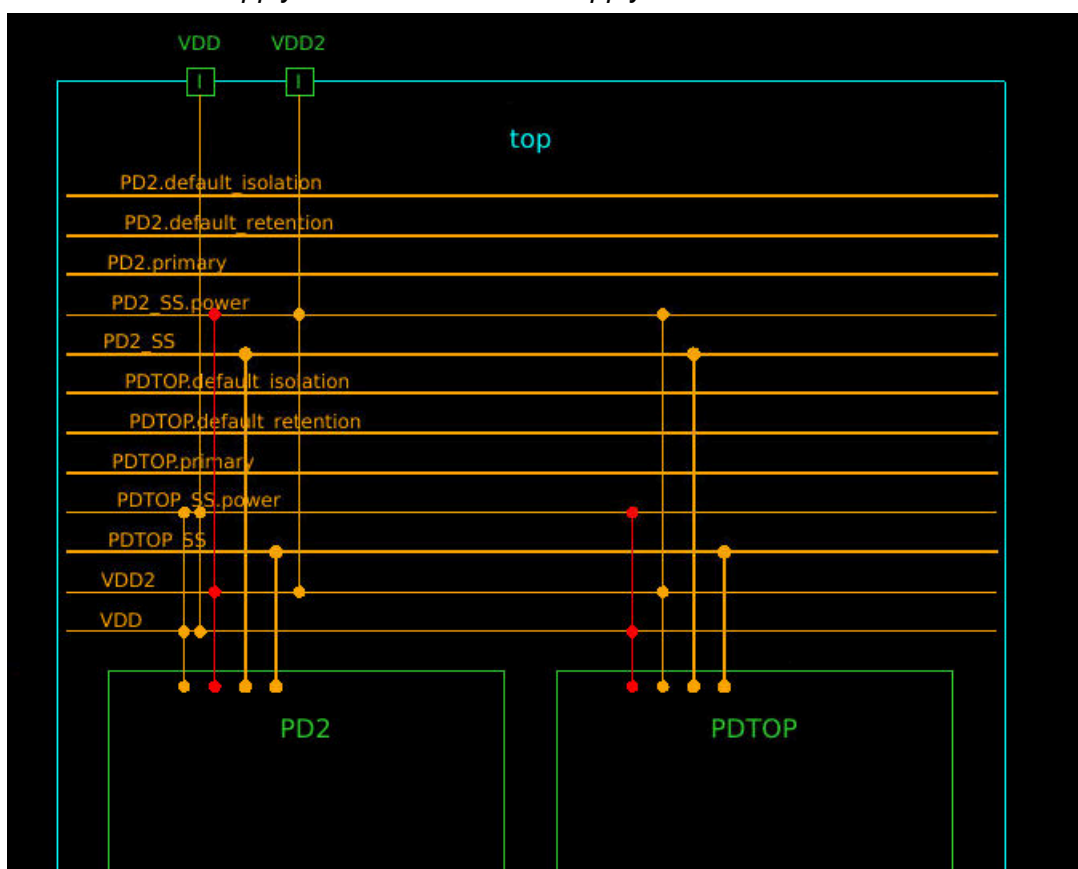 VDD VDD2
I I
top
PD2.default_isolation
PD2.default_retention
PD2.primary
PD2_SS.power
PD2_SS
PDTOP.default_isolation
PDTOP.default_retention
PDTOP.primary
PDTOP_SS.power
PDTOP_SS
VDD2
VDD
PD2 PDTOP